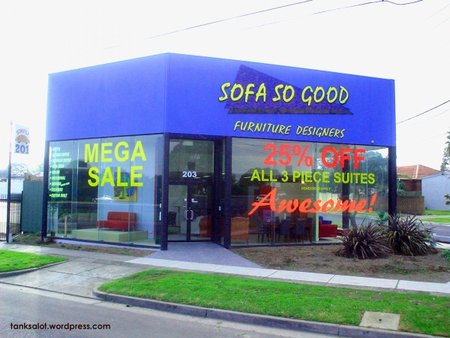 SOFA SO GOOD
FURNITURE DESIGNERS
201
MEGA
SALE
203
25% OFF
ALL 3 PIECE SUITES
Awesome!
tanksalot.wordpress.com